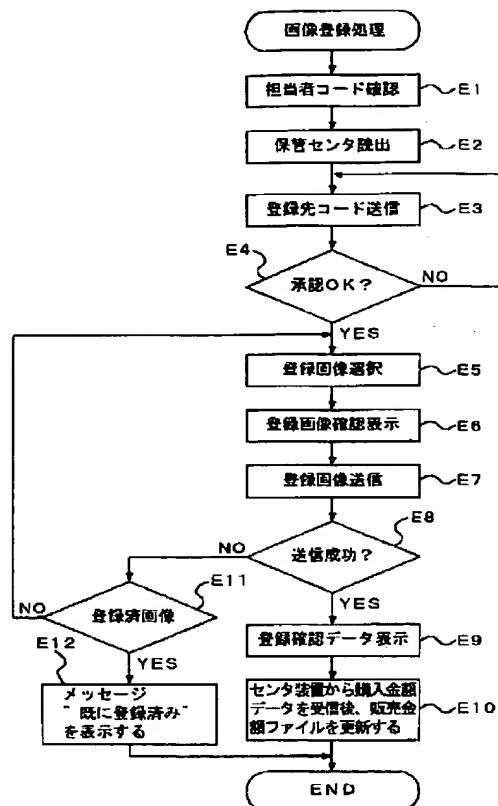 画像登録処理
担当者コード確認
E1
保管センタ読出
E2
登録先コード送信
E3
E4
承認OK?
NO
YES
登録画像選択
E5
登録画像確認表示
E6
登録画像送信
E7
E8
送信成功?
NO
YES
E11
登録済画像
NO
YES
登録確認データ表示
E9
E12
メッセージ
"既に登録済み"
を表示する
センタ装置から購入金額
データを受信後、販売金
額ファイルを更新する
E10
END